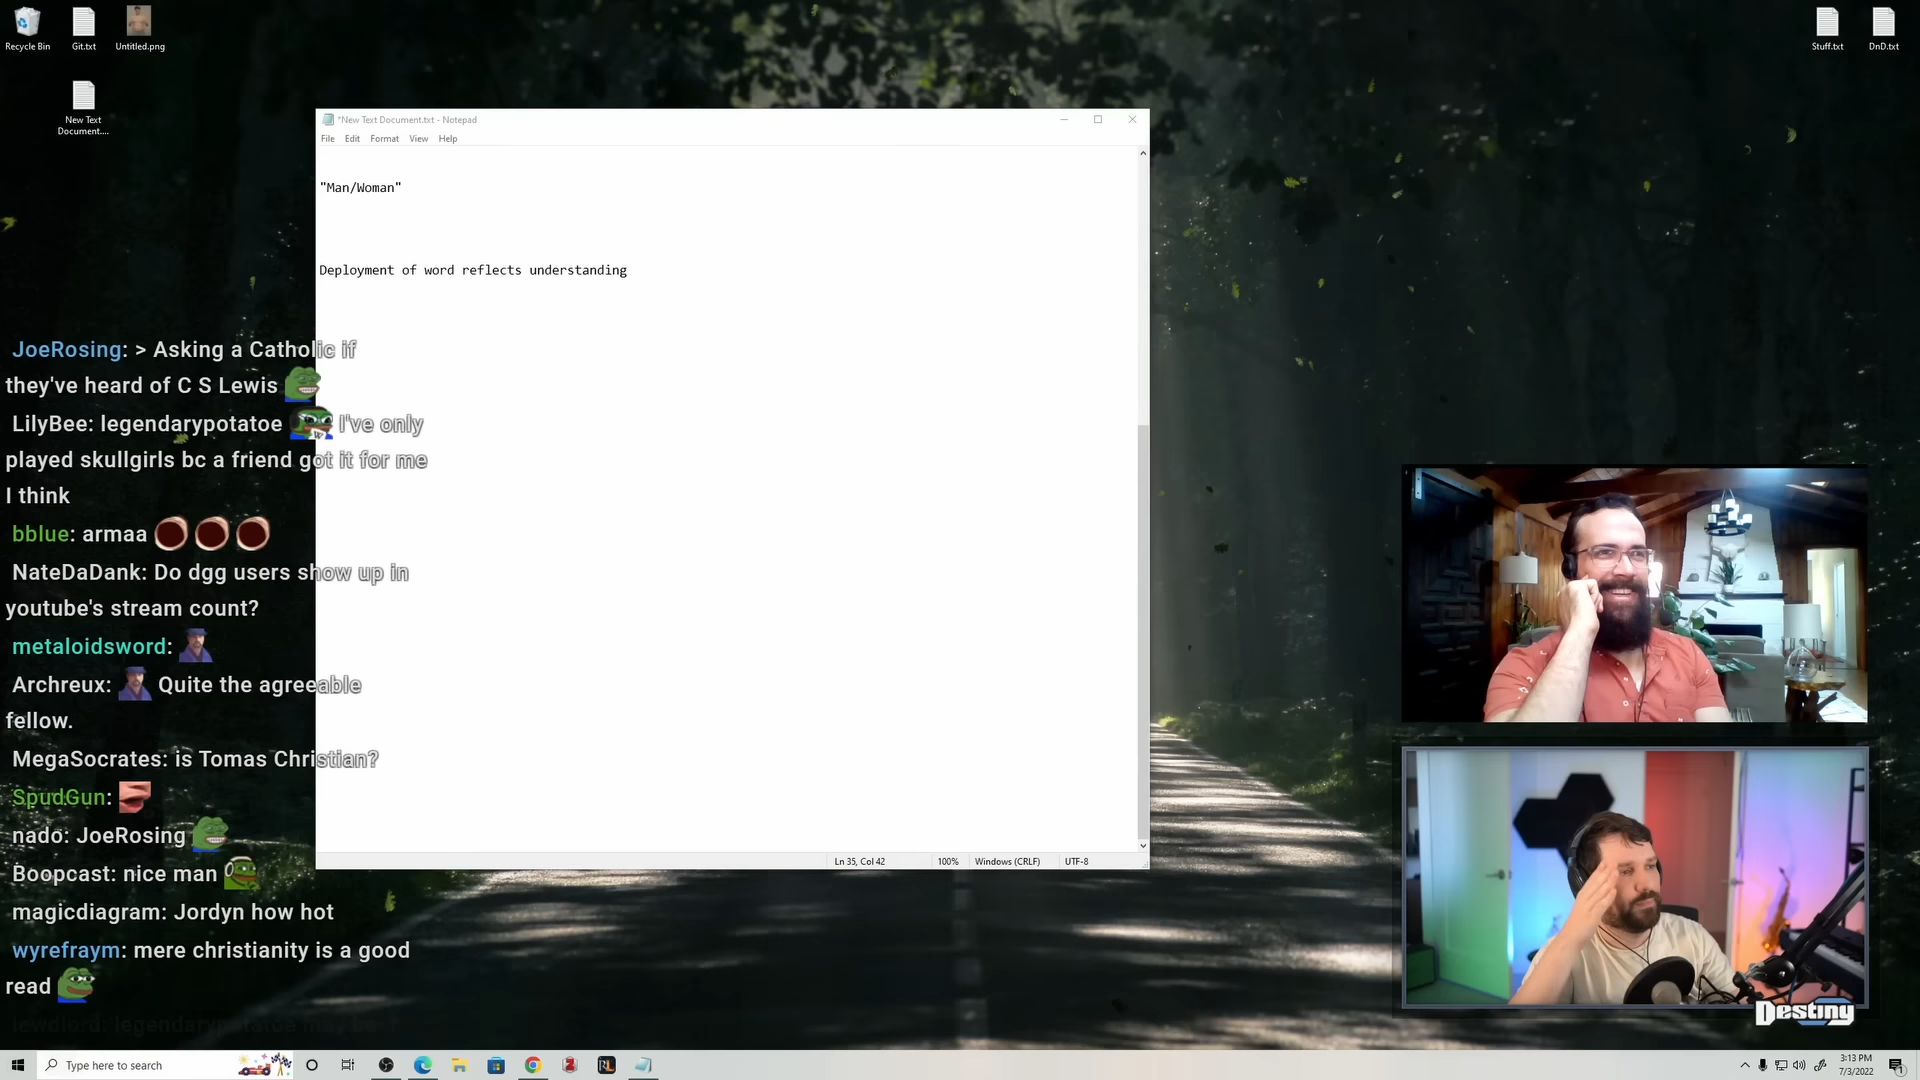 Recycle Bin
Git.txt
Untitled.png
New Text
Document....
Stuff.txt
DnD.txt
*New Text Document.txt - Notepad
File Edit Format View Help
"Man/Woman"
Deployment of word reflects understanding
JoeRosing: > Asking a Catholic if
they've heard of C S Lewis
LilyBee: legendarypotatoe I've only
played skullgirls bc a friend got it for me
I think
bblue: armaa
NateDaDank: Do dgg users show up in
youtube's stream count?
metaloidsword:
Archreux: Quite the agreeable
fellow.
MegaSocrates: is Tomas Christian?
SpudGun:
nado: JoeRosing
Boopcast: nice man
magicdiagram: Jordyn how hot
wyrefraym: mere christianity is a good
read
lewdlord: legendarypotatoe
Ln 35, Col 42
100%
Windows (CRLF)
UTF-8
Destiny
Type here to search
3:13 PM
7/3/2022